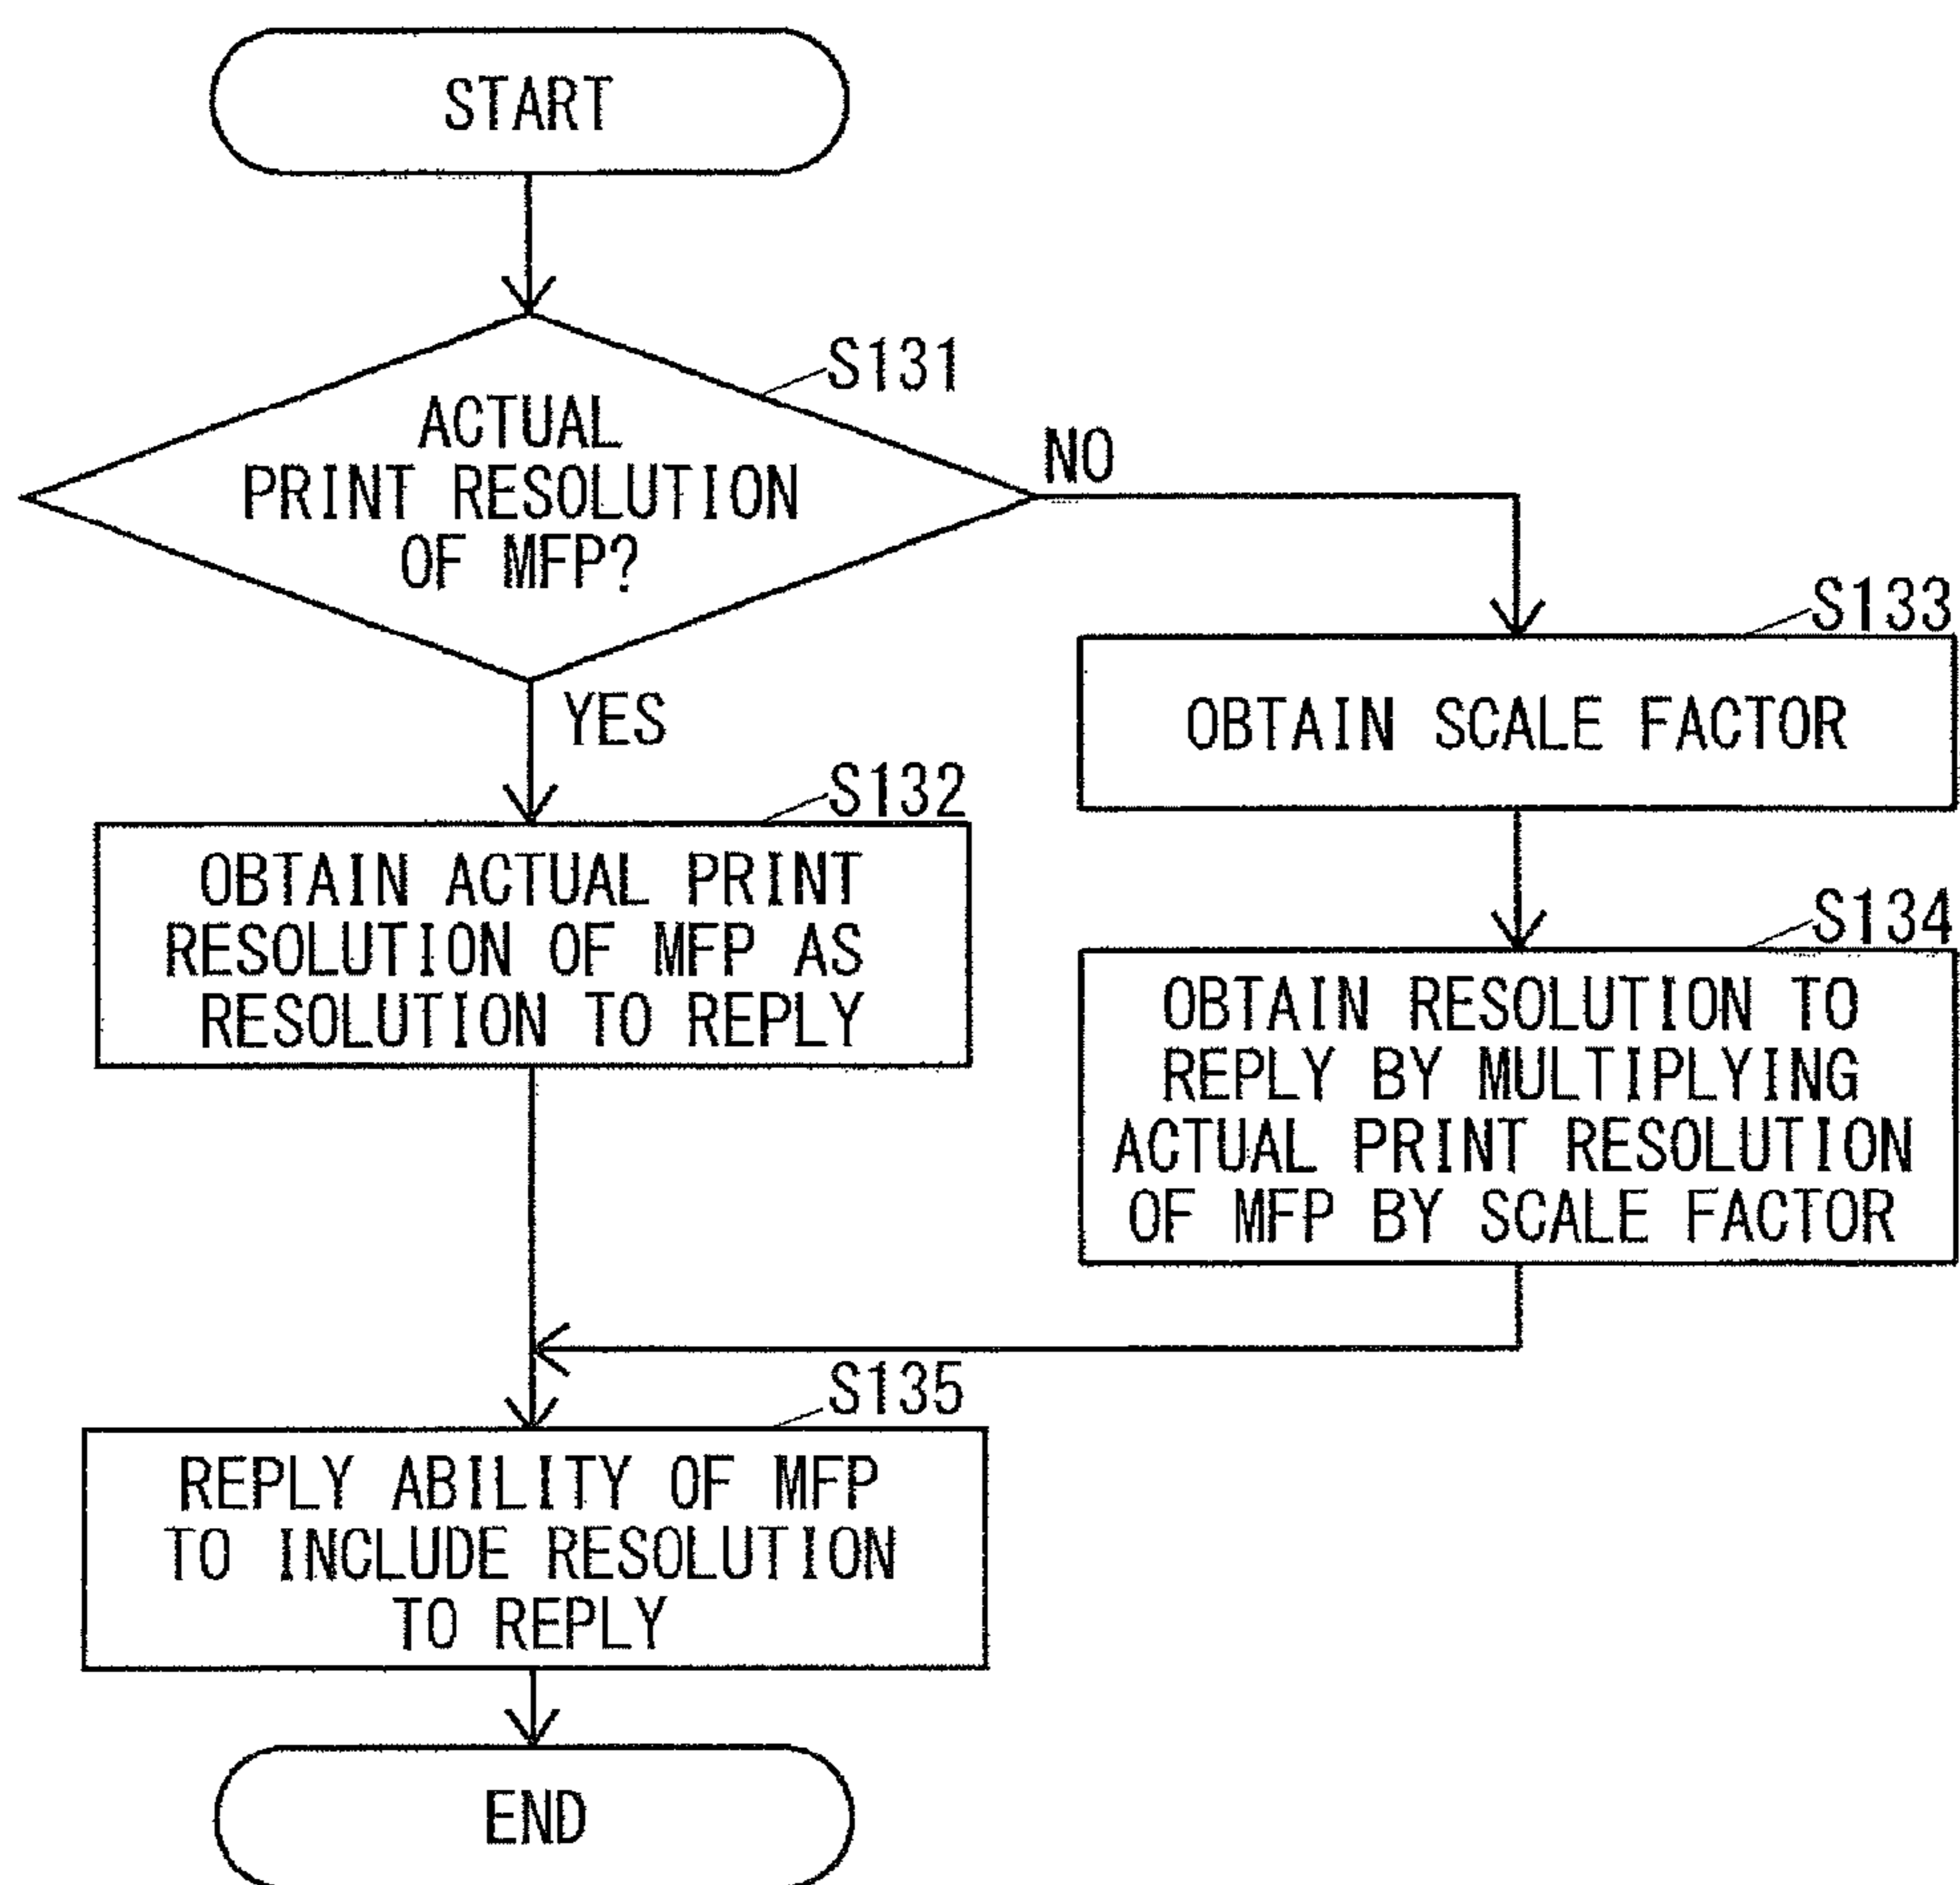 START
S131
ACTUAL
PRINT RESOLUTION
OF MFP?
NO
YES
S132
OBTAIN ACTUAL PRINT
RESOLUTION OF MFP AS
RESOLUTION TO REPLY
S133
OBTAIN SCALE FACTOR
S134
OBTAIN RESOLUTION TO
REPLY BY MULTIPLYING
ACTUAL PRINT RESOLUTION
OF MFP BY SCALE FACTOR
S135
REPLY ABILITY OF MFP
TO INCLUDE RESOLUTION
TO REPLY
END